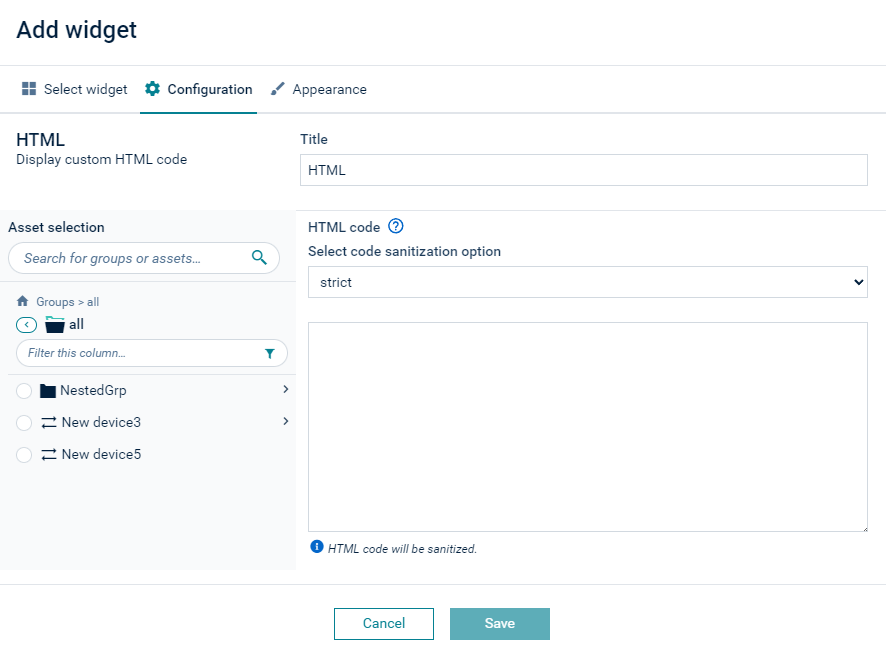 Add widget
Select widget
Configuration
Appearance
HTML
Display custom HTML code
Title
HTML
Asset selection
Search for groups or assets...
Groups > all
all
Filter this column...
NestedGrp
New device3
New device5
HTML code
Select code sanitization option
strict
HTML code will be sanitized.
Cancel
Save